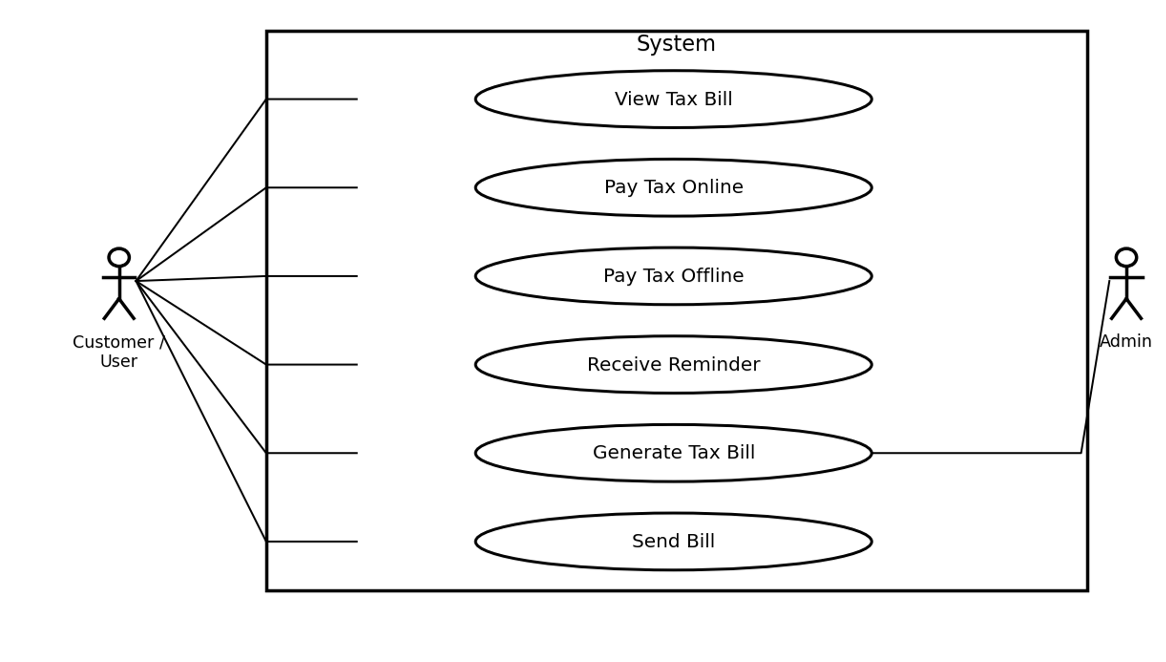 System
View Tax Bill
Pay Tax Online
Pay Tax Offline
Customer /
User
Admin
Receive Reminder
Generate Tax Bill
Send Bill